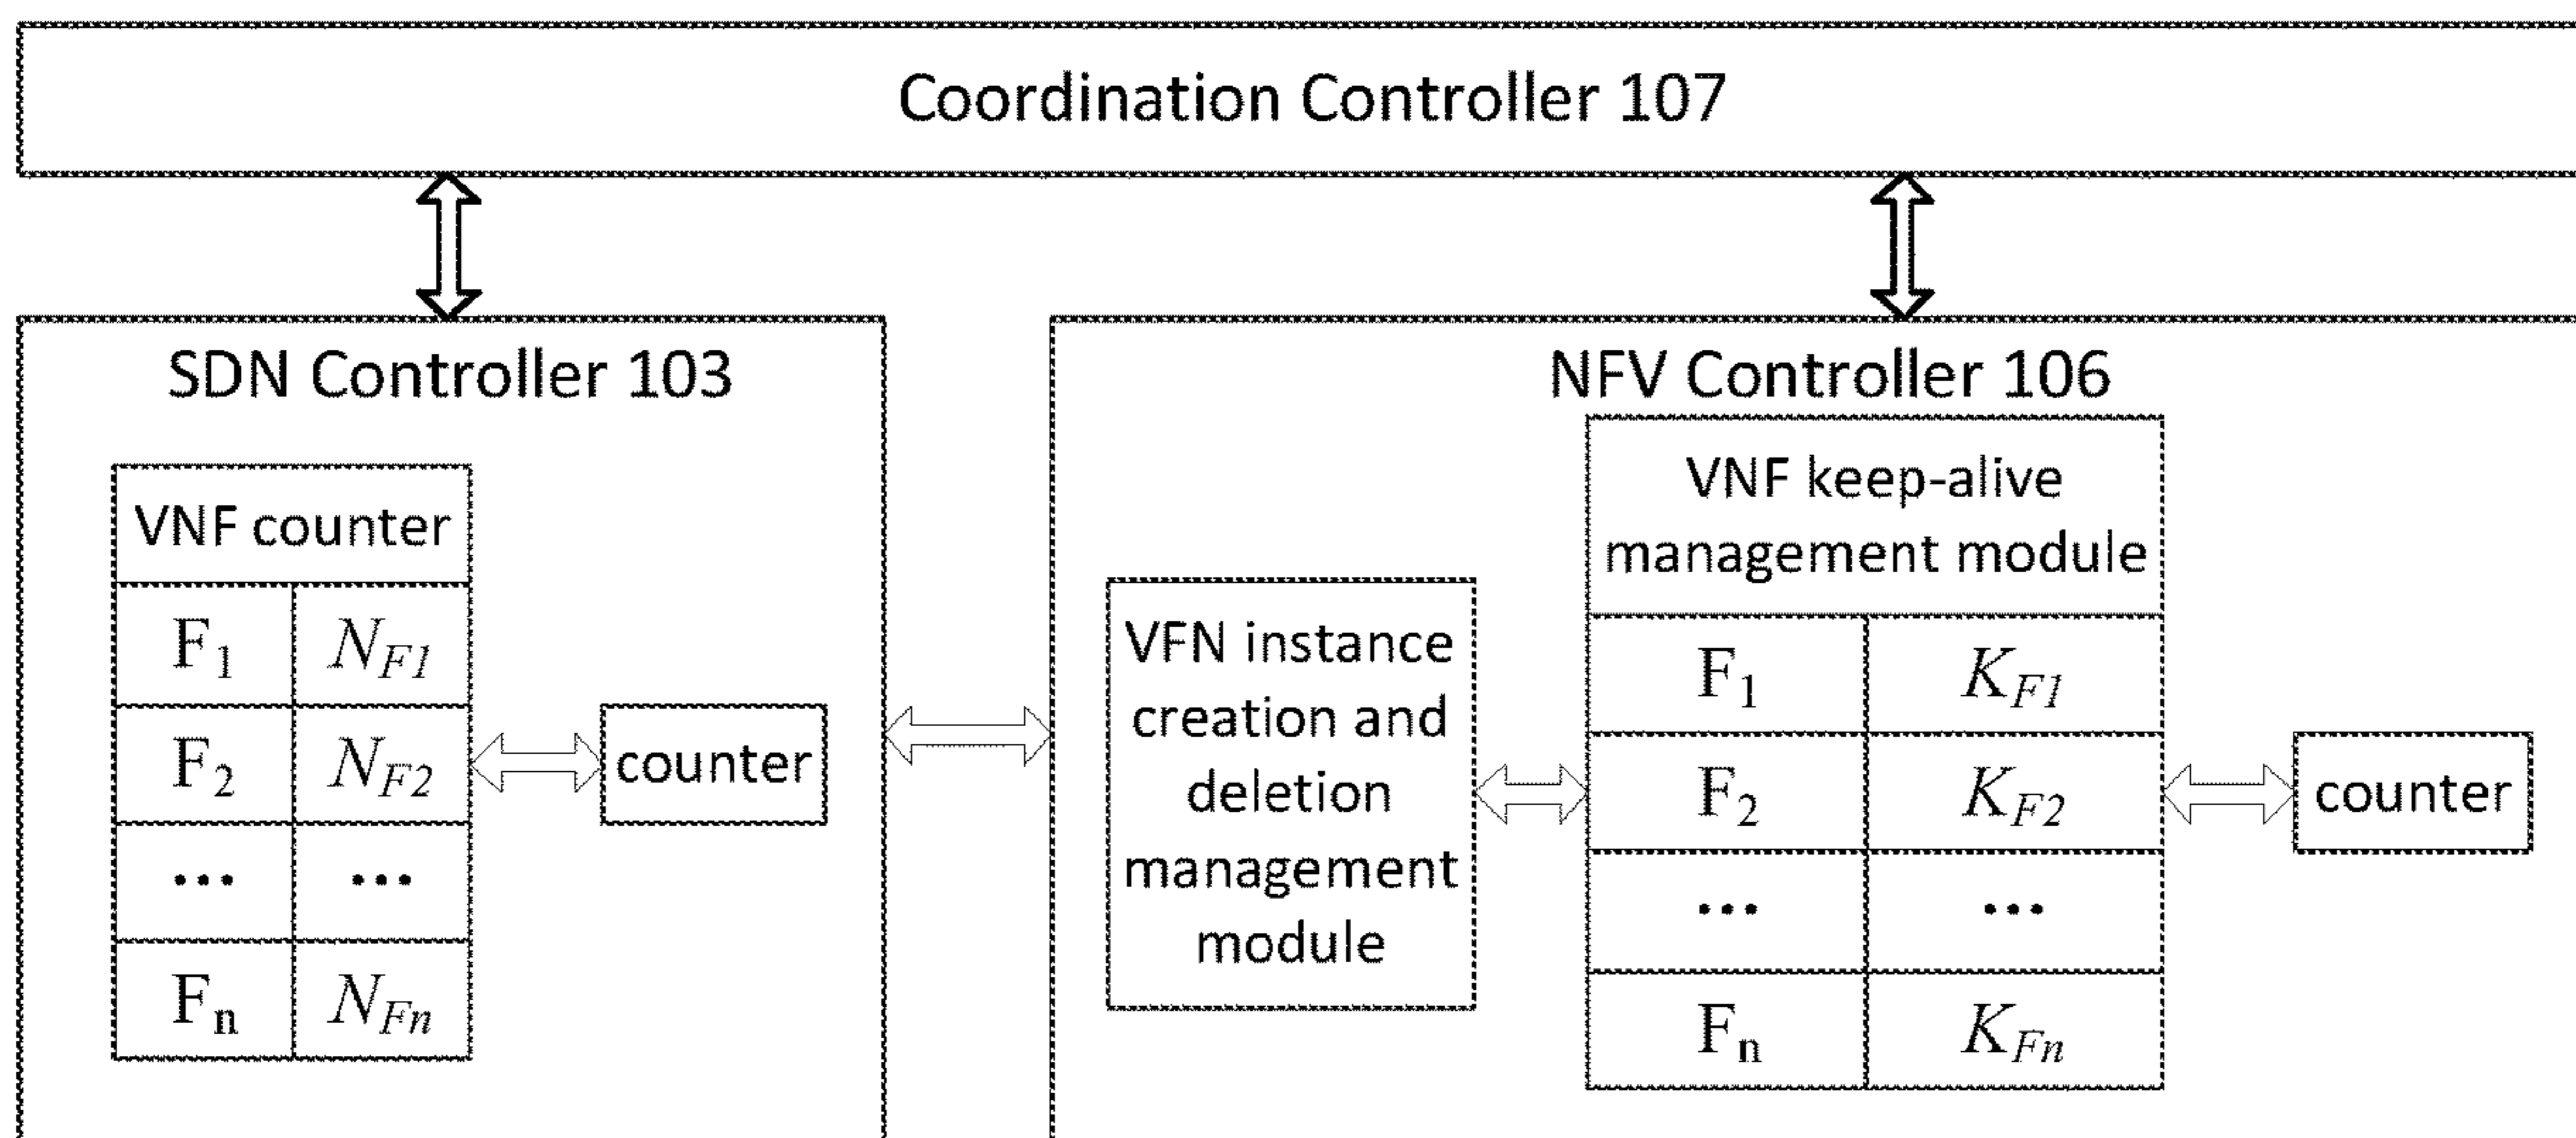 Coordination Controller 107
SDN Controller 103
VNF counter
F1 NF1
F2 NF2
... ...
Fn NFn
counter
NFV Controller 106
VFN instance
creation and
deletion
management
module
VNF keep-alive
management module
F1 KF1
F2 KF2
... ...
Fn KFn
counter